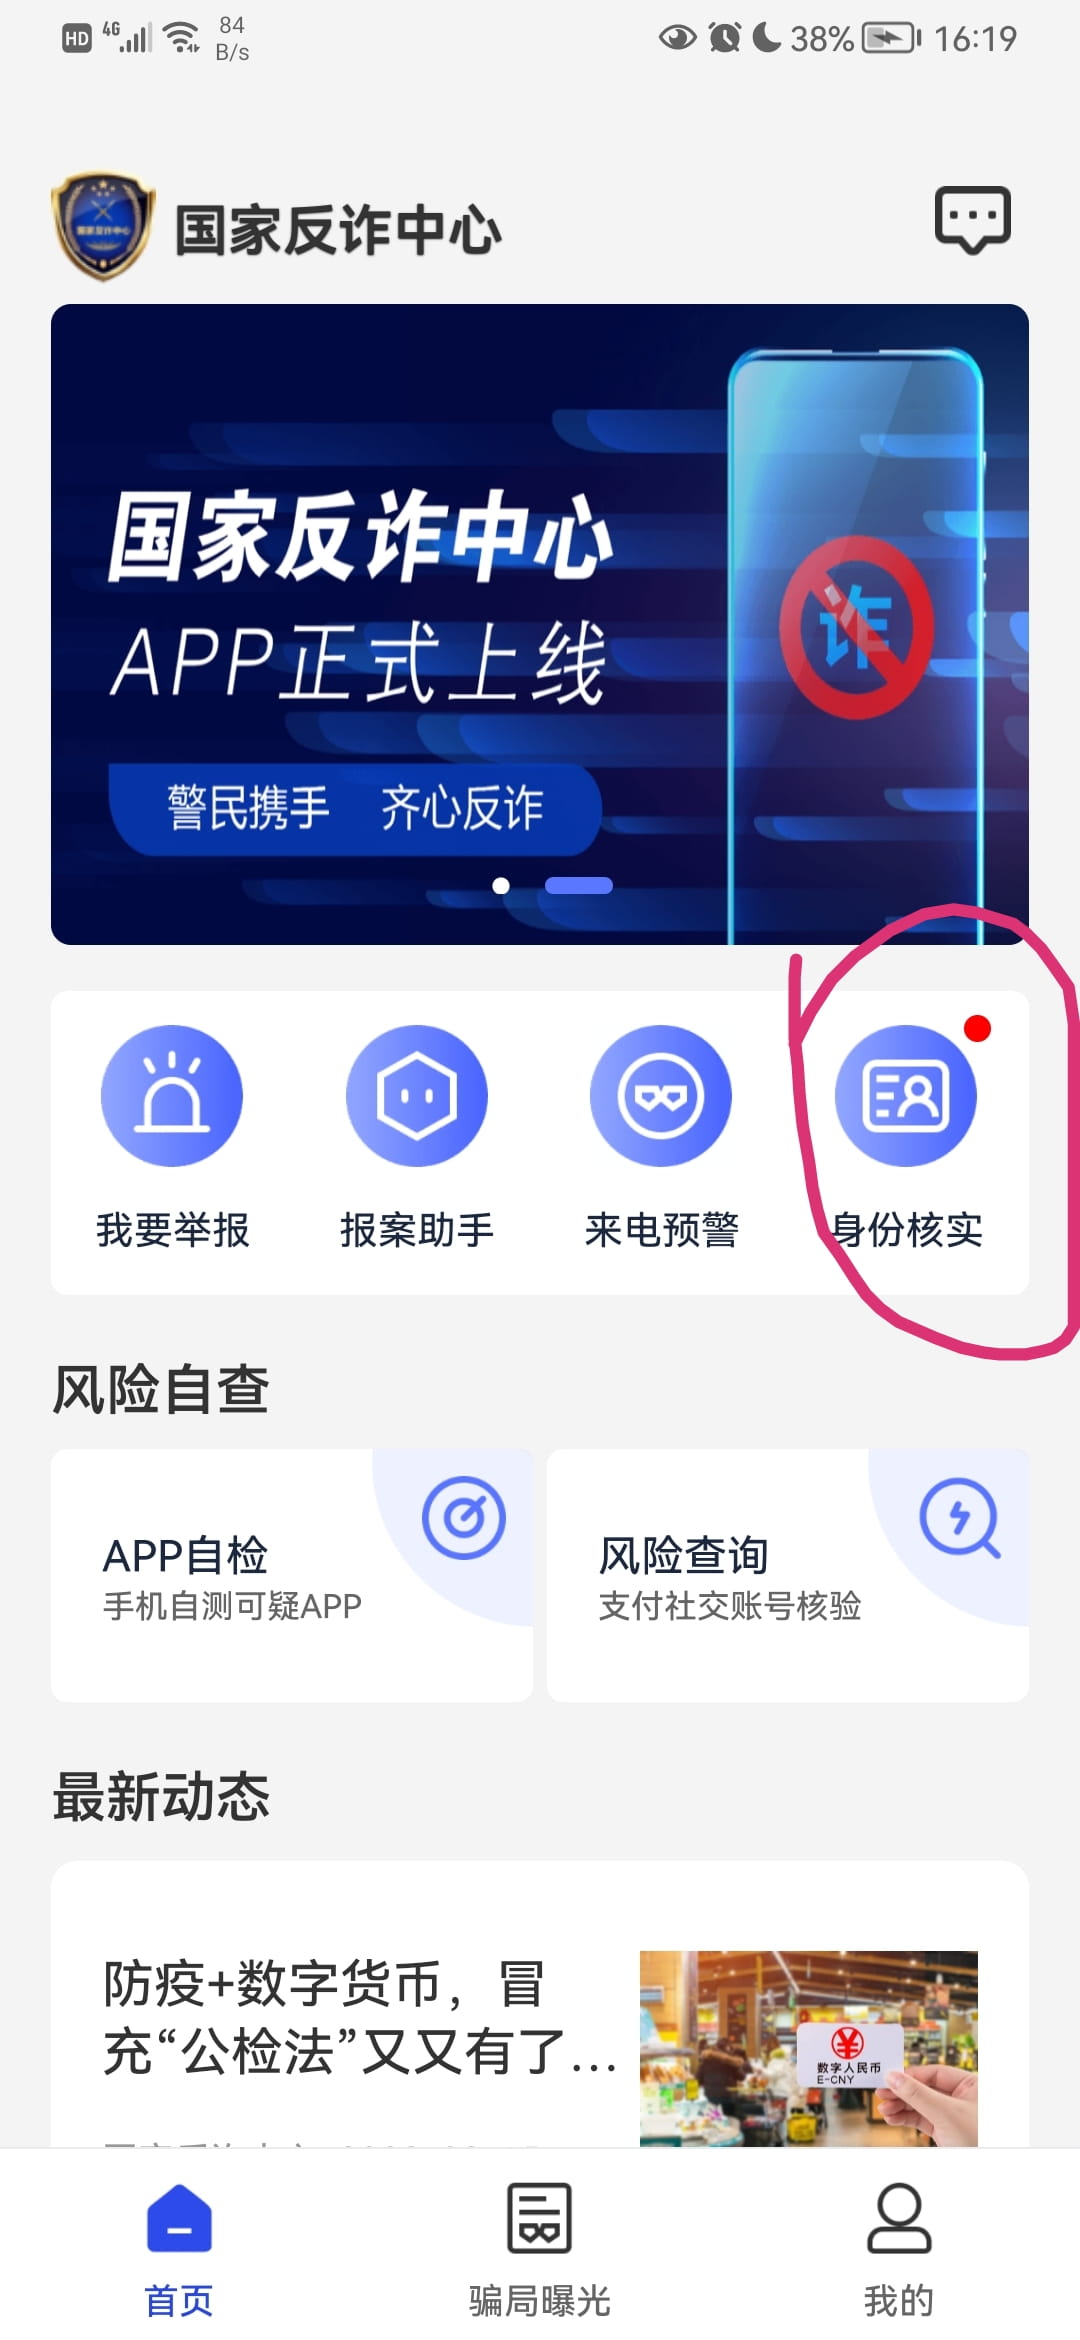 HD 4G 84 B/s 38% 16:19
国家反诈中心
国家反诈中心
APP正式上线
诈
警民携手 齐心反诈
我要举报 报案助手 来电预警 身份核实
风险自查
APP自检 风险查询
手机自测可疑APP 支付社交账号核验
最新动态
防疫+数字货币，冒
充“公检法”又又有了...
数字人民币
E-CNY
首页 骗局曝光 我的